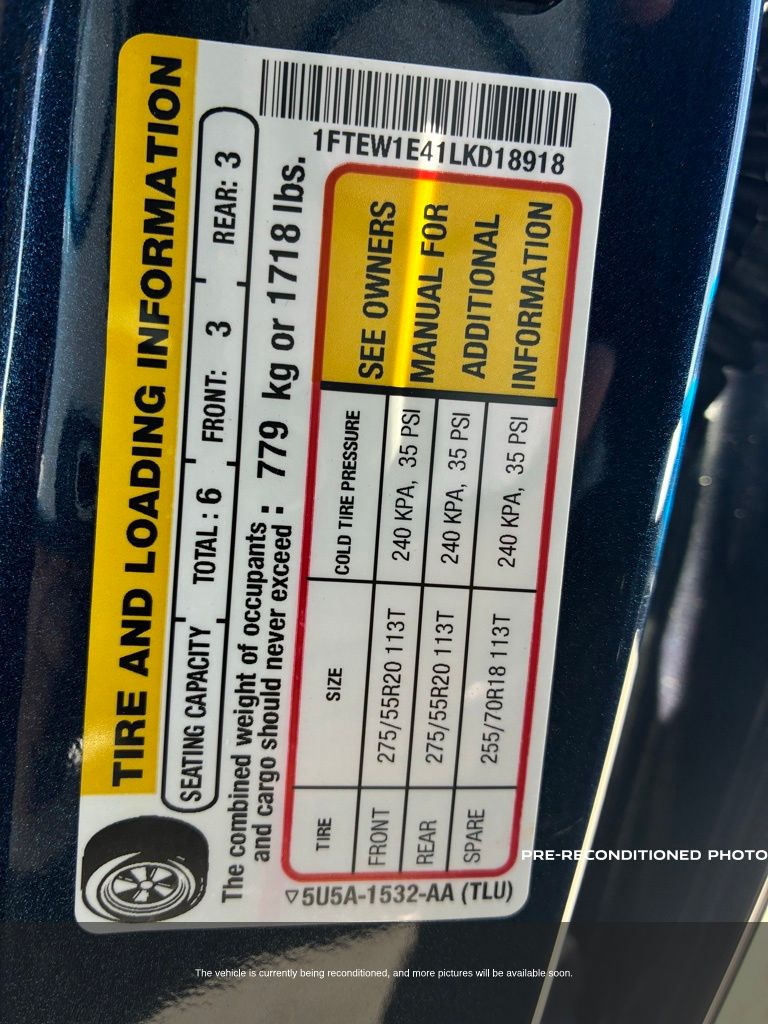 TIRE AND LOADING INFORMATION
SEATING CAPACITY TOTAL : 6 FRONT: 3 REAR: 3
The combined weight of occupants
and cargo should never exceed : 779 kg or 1718 lbs.
1FTEW1E41LKD18918
TIRE SIZE COLD TIRE PRESSURE
FRONT 275/55R20 113T 240 KPA, 35 PSI
REAR 275/55R20 113T 240 KPA, 35 PSI
SPARE 255/70R18 113T 240 KPA, 35 PSI
SEE OWNERS
MANUAL FOR
ADDITIONAL
INFORMATION
5U5A-1532-AA (TLU)
PRE-RECONDITIONED PHOTO
The vehicle is currently being reconditioned, and more pictures will be available soon.